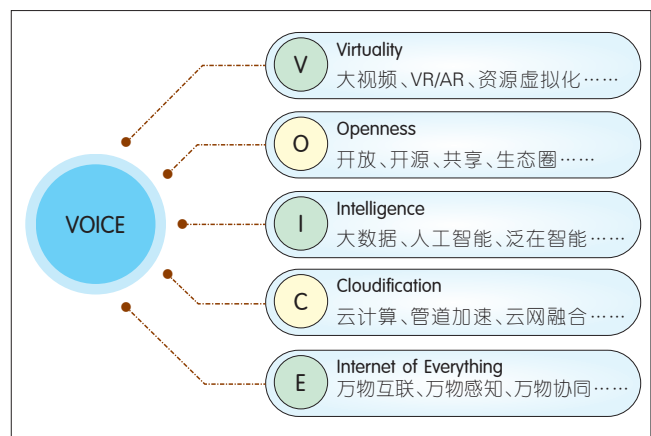 VOICE
V
Virtuality
大视频、VR/AR、资源虚拟化……
O
Openness
开放、开源、共享、生态圈……
I
Intelligence
大数据、人工智能、泛在智能……
C
Cloudification
云计算、管道加速、云网融合……
E
Internet of Everything
万物互联、万物感知、万物协同……